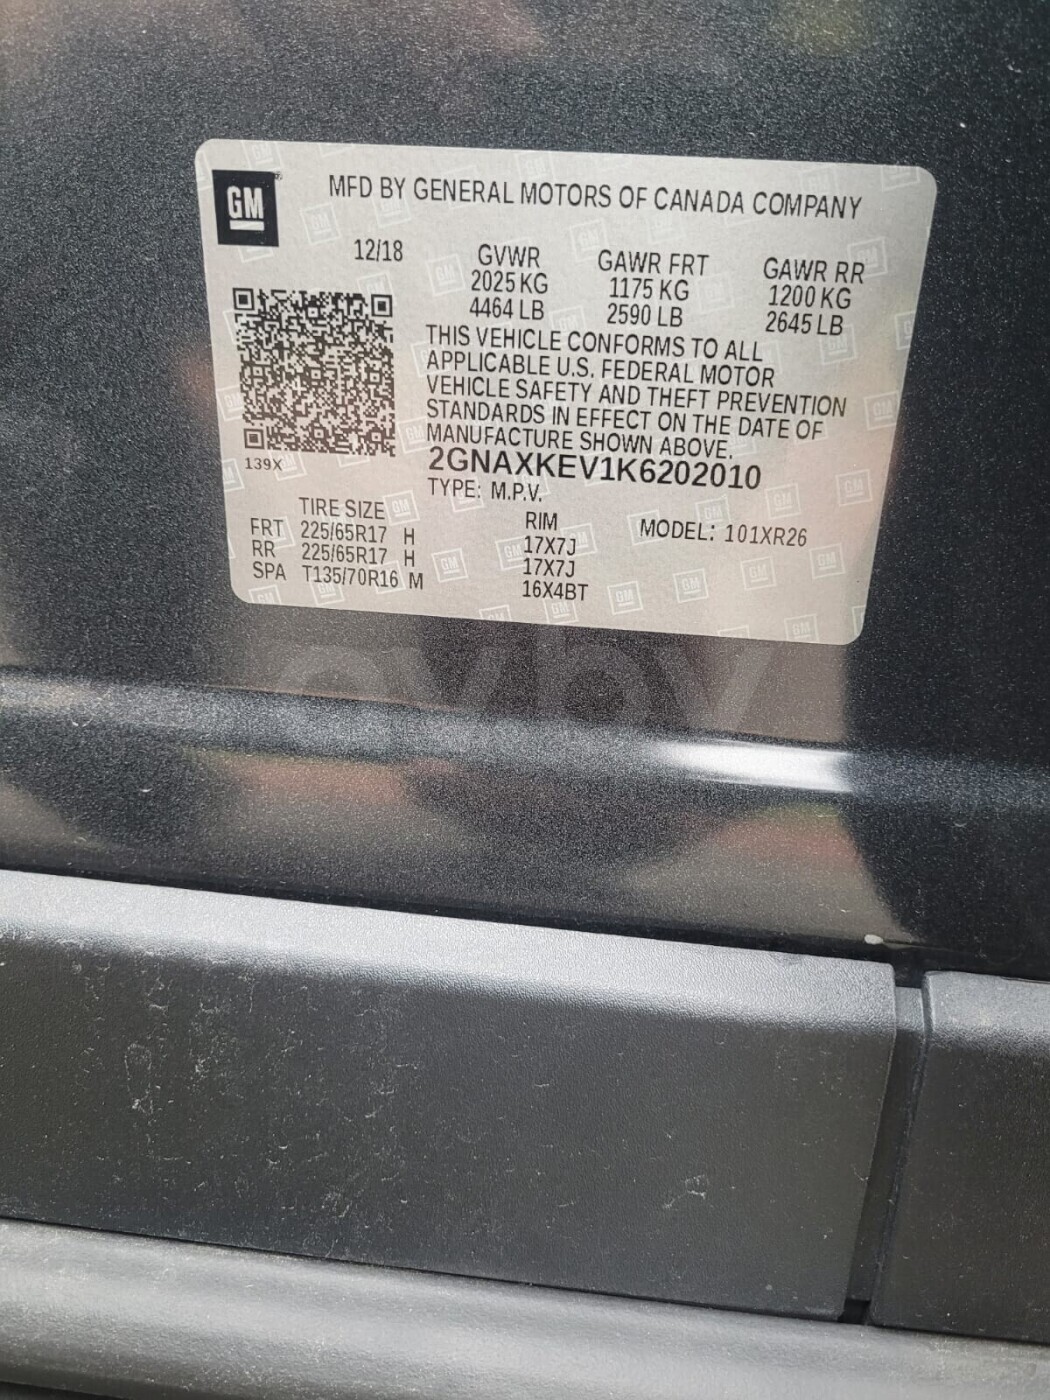 GM
MFD BY GENERAL MOTORS OF CANADA COMPANY
12/18 GVWR GAWR FRT GAWR RR
2025 KG 1175 KG 1200 KG
4464 LB 2590 LB 2645 LB
THIS VEHICLE CONFORMS TO ALL
APPLICABLE U.S. FEDERAL MOTOR
VEHICLE SAFETY AND THEFT PREVENTION
STANDARDS IN EFFECT ON THE DATE OF
MANUFACTURE SHOWN ABOVE.
139X
2GNAXKEV1K6202010
TYPE: M.P.V.
TIRE SIZE RIM MODEL: 101XR26
FRT 225/65R17 H 17X7J
RR 225/65R17 H 17X7J
SPA T135/70R16 M 16X4BT